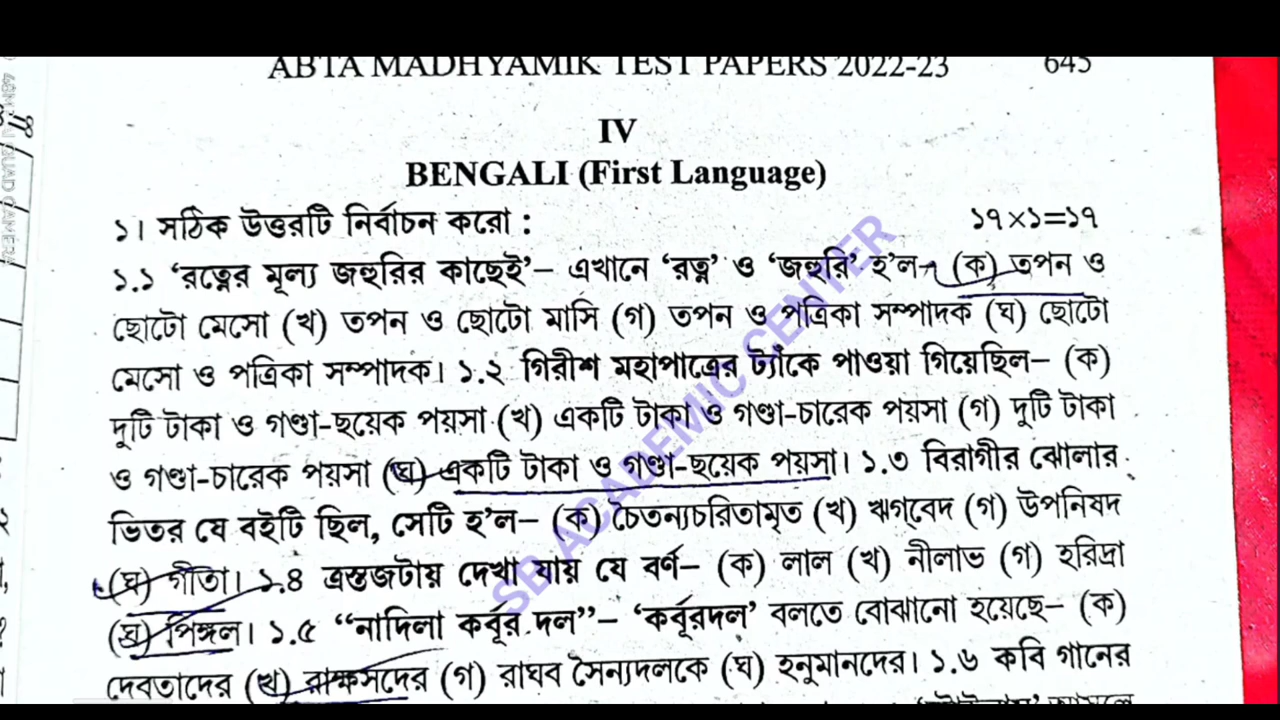 ABTA MADHYAMIK TEST PAPERS 2022-23 645
IV
BENGALI (First Language)
১। সঠিক উত্তরটি নির্বাচন করো : ১৭×১=১৭
১.১ ‘রত্নের মূল্য জহুরির কাছেই’– এখানে ‘রত্ন’ ও ‘জহুরি’ হ’ল– (ক) তপন ও
ছোটো মেসো (খ) তপন ও ছোটো মাসি (গ) তপন ও পত্রিকা সম্পাদক (ঘ) ছোটো
মেসো ও পত্রিকা সম্পাদক। ১.২ গিরীশ মহাপাত্রের ট্যাঁকে পাওয়া গিয়েছিল– (ক)
দুটি টাকা ও গণ্ডা-ছয়েক পয়সা (খ) একটি টাকা ও গণ্ডা-চারেক পয়সা (গ) দুটি টাকা
ও গণ্ডা-চারেক পয়সা (ঘ) একটি টাকা ও গণ্ডা-ছয়েক পয়সা। ১.৩ বিরাগীর ঝোলার
ভিতর যে বইটি ছিল, সেটি হ’ল– (ক) চৈতন্যচরিতামৃত (খ) ঋগ্‌বেদ (গ) উপনিষদ
(ঘ) গীতা। ১.৪ ত্রস্তজটায় দেখা যায় যে বর্ণ– (ক) লাল (খ) নীলাভ (গ) হরিদ্রা
(ঘ) পিঙ্গল। ১.৫ “নাদিলা কর্বূর দল”– ‘কর্বূরদল’ বলতে বোঝানো হয়েছে– (ক)
দেবতাদের (খ) রাক্ষসদের (গ) রাঘব সৈন্যদলকে (ঘ) হনুমানদের। ১.৬ কবি গানের
SB ACADEMIC CENTER